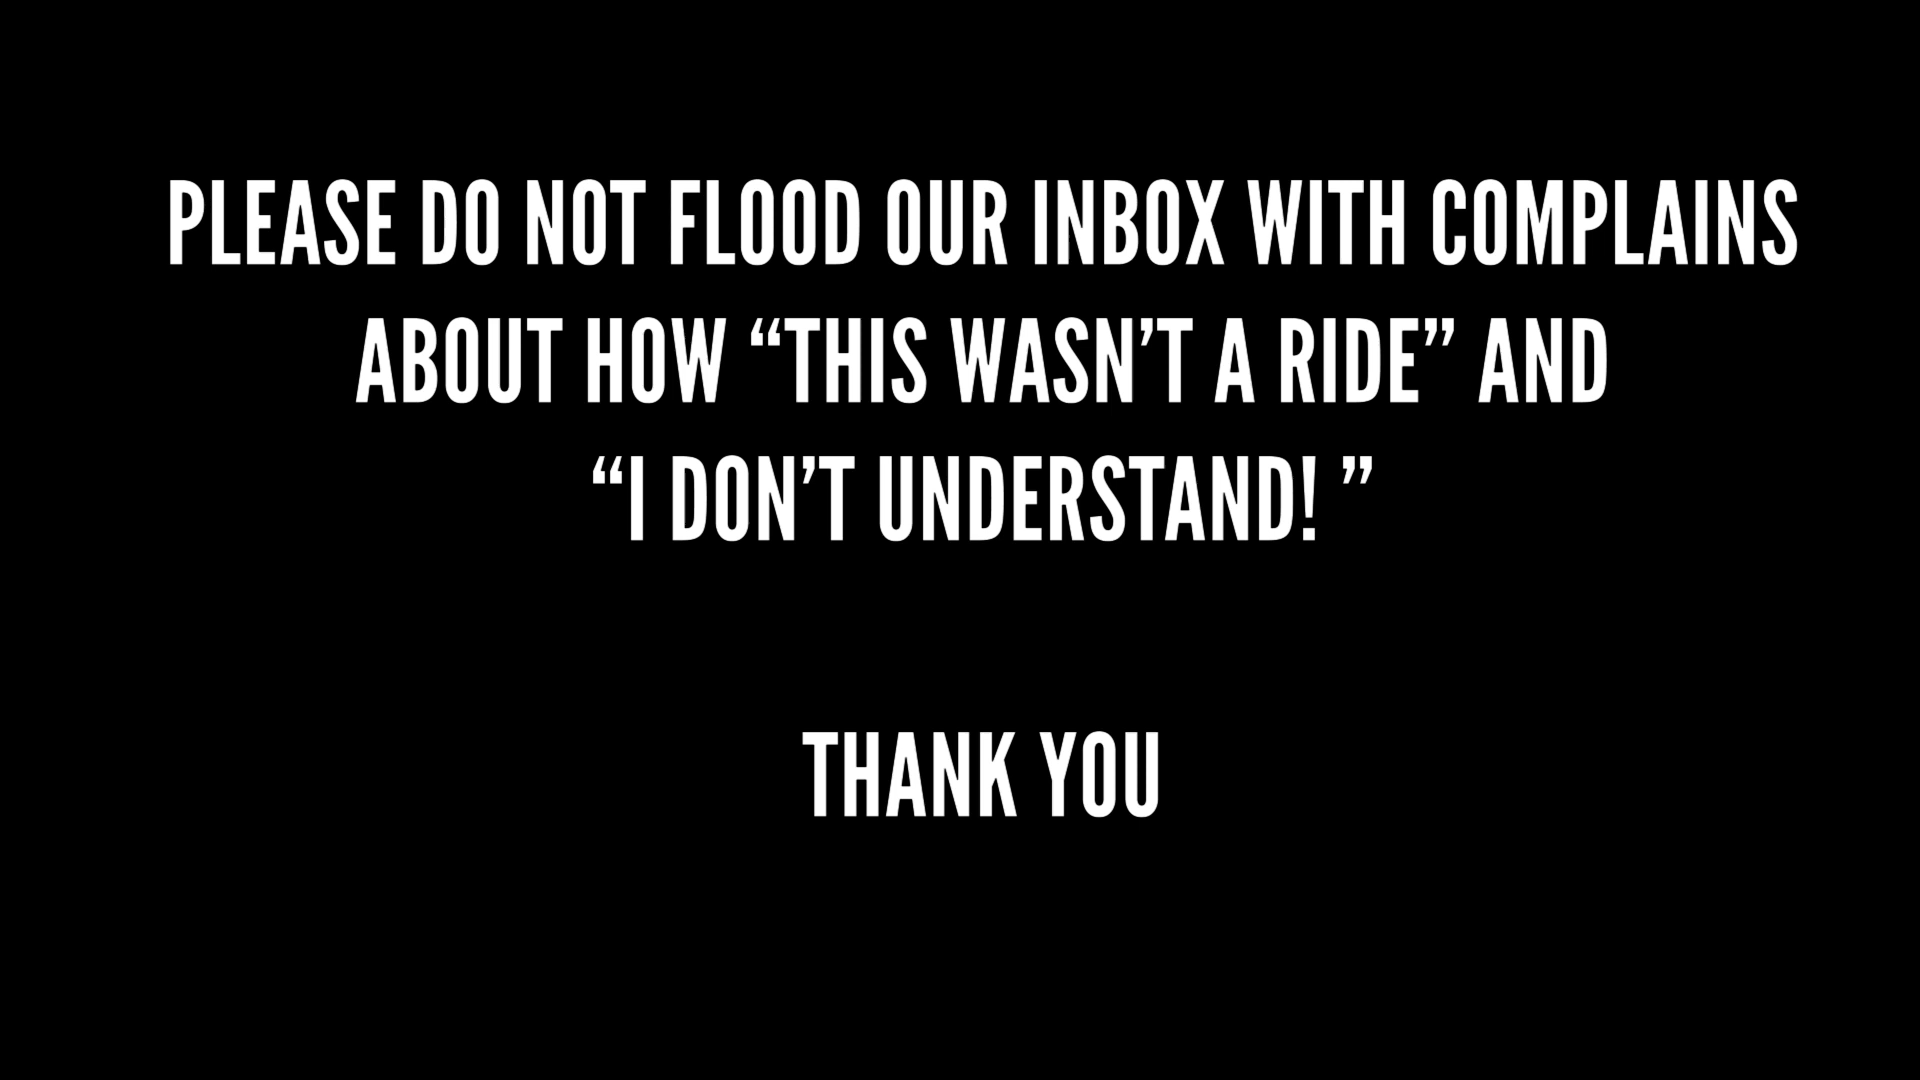 PLEASE DO NOT FLOOD OUR INBOX WITH COMPLAINS
ABOUT HOW “THIS WASN’T A RIDE” AND
“I DON’T UNDERSTAND! ”
THANK YOU